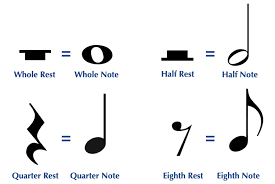 = =
Whole Rest Whole Note Half Rest Half Note
= =
Quarter Rest Quarter Note Eighth Rest Eighth Note